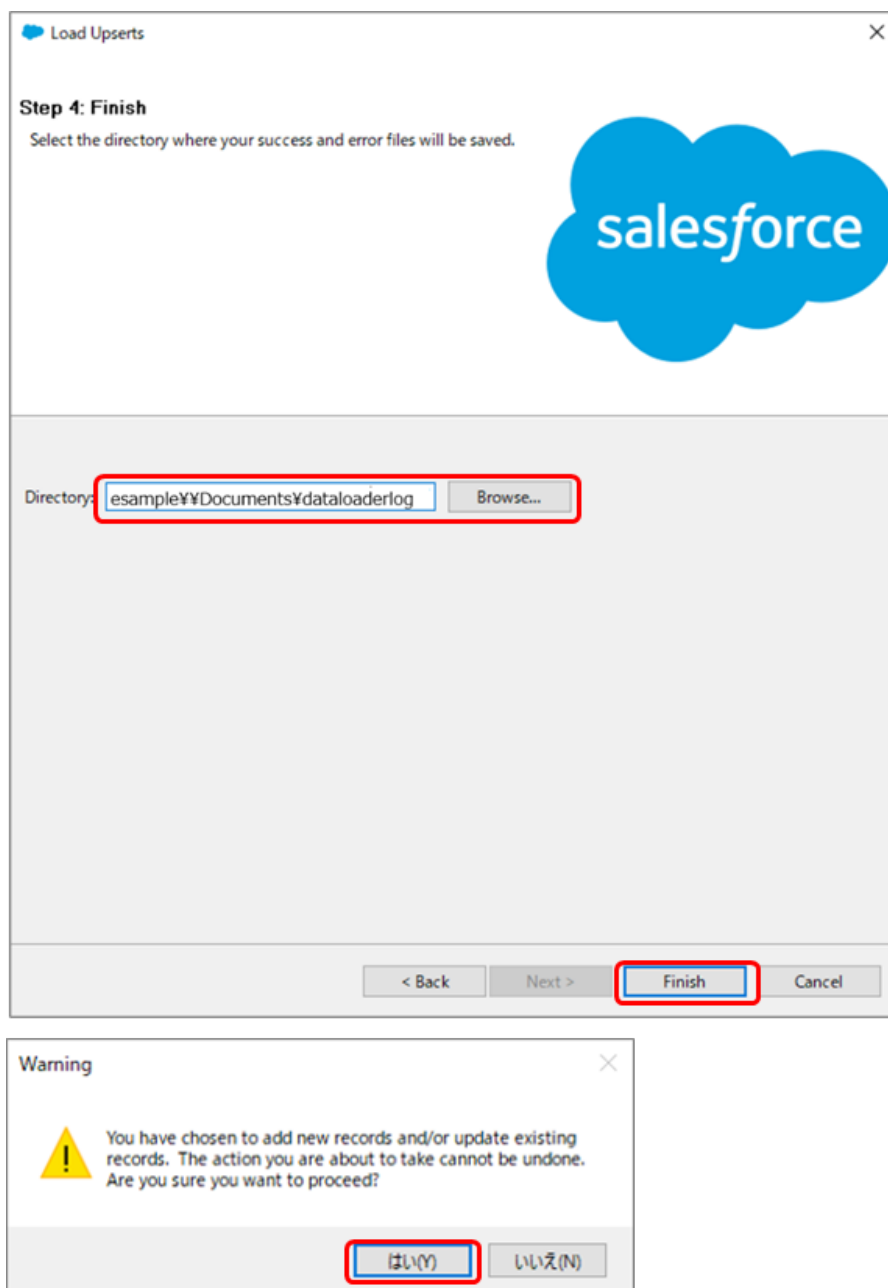 Load Upserts
Step 4: Finish
Select the directory where your success and error files will be saved.
salesforce
Directory: esample¥¥Documents¥dataloaderlog Browse...
< Back Next > Finish Cancel
Warning
You have chosen to add new records and/or update existing
records. The action you are about to take cannot be undone.
Are you sure you want to proceed?
はい(Y) いいえ(N)